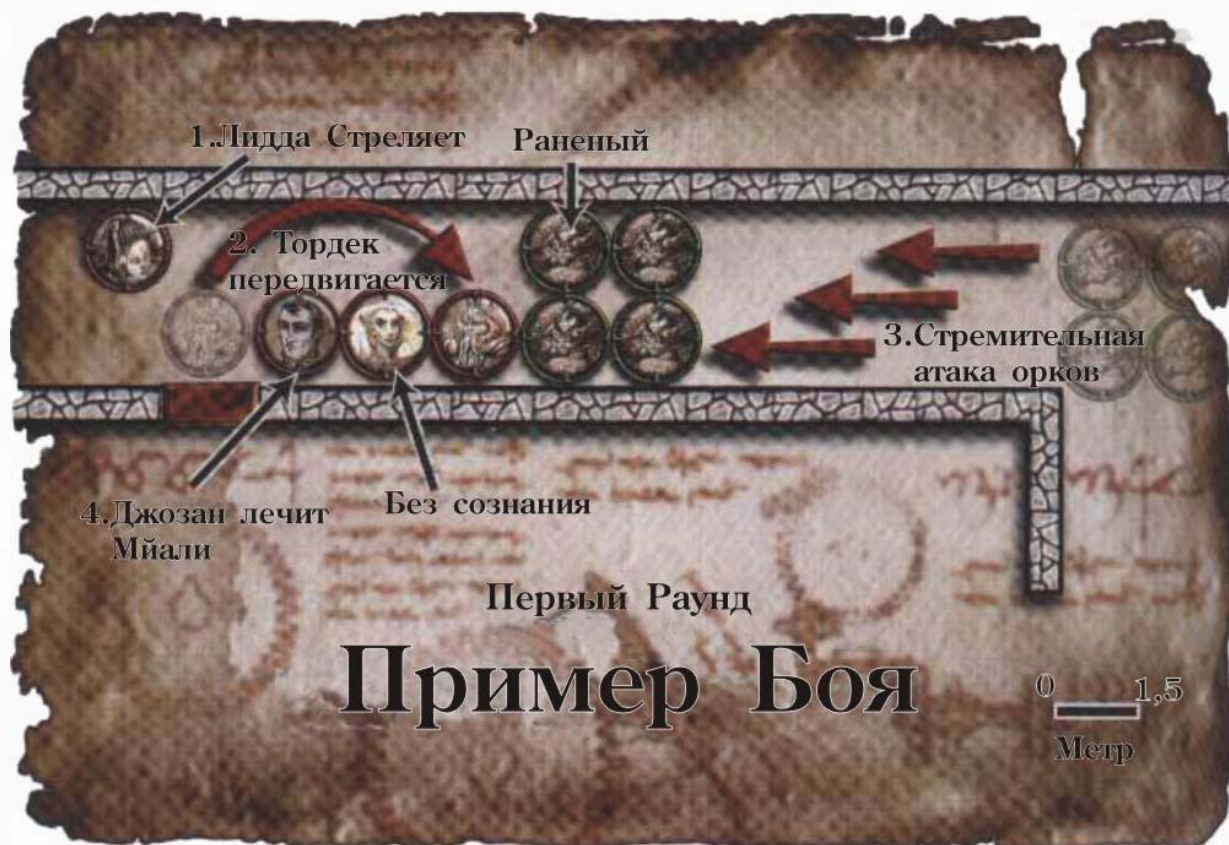 1.Лидда Стреляет
Раненый
2. Тордек
передвигается
3.Стремительная
атака орков
4.Джозан лечит
Мйали
Без сознания
Первый Раунд
Пример Боя
0 1,5
Метр